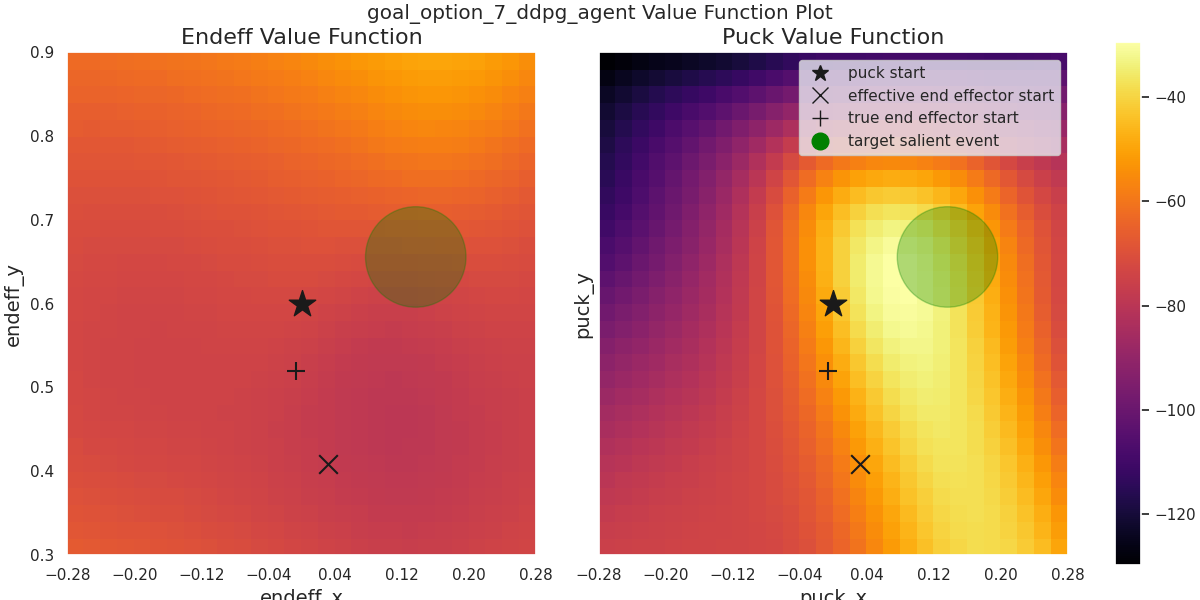 goal_option_7_ddpg_agent Value Function Plot
Endeff Value Function
Puck Value Function
endeff_y
0.9
0.8
0.7
0.6
0.5
0.4
0.3
−0.28 −0.20 −0.12 −0.04 0.04 0.12 0.20 0.28
endeff_x
puck_y
puck start
effective end effector start
true end effector start
target salient event
−0.28 −0.20 −0.12 −0.04 0.04 0.12 0.20 0.28
puck_x
−40
−60
−80
−100
−120